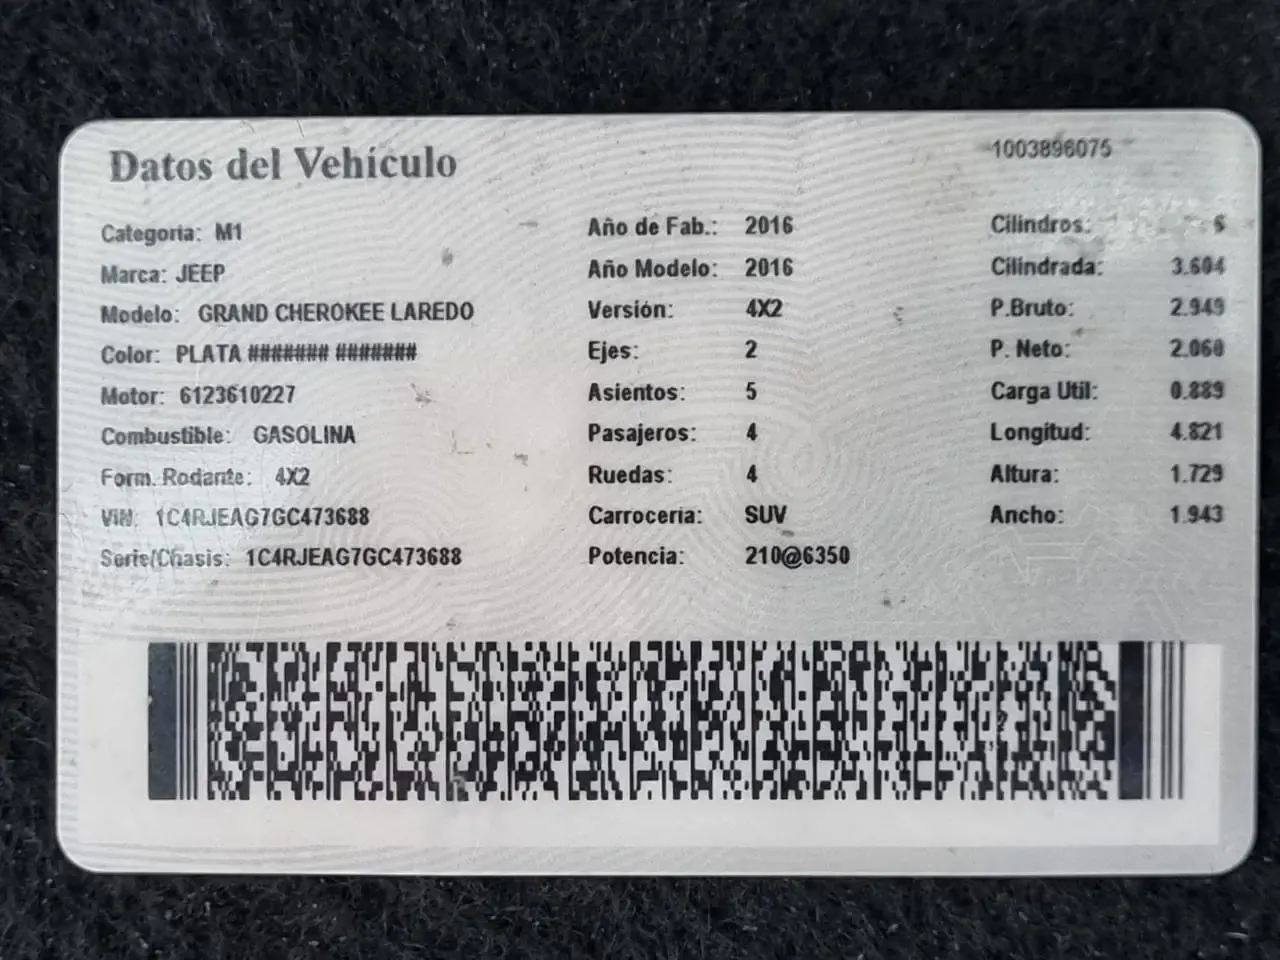 Datos del Vehículo
1003896075
Categoria: M1
Marca: JEEP
Modelo: GRAND CHEROKEE LAREDO
Color: PLATA ####### #######
Motor: 6123610227
Combustible: GASOLINA
Form. Rodante: 4X2
VIN: 1C4RJEAG7GC473688
Serie/Chasis: 1C4RJEAG7GC473688
Año de Fab.: 2016
Año Modelo: 2016
Versión: 4X2
Ejes: 2
Asientos: 5
Pasajeros: 4
Ruedas: 4
Carrocería: SUV
Potencia: 210@6350
Cilindros: 6
Cilindrada: 3.604
P.Bruto: 2.949
P. Neto: 2.060
Carga Util: 0.889
Longitud: 4.821
Altura: 1.729
Ancho: 1.943